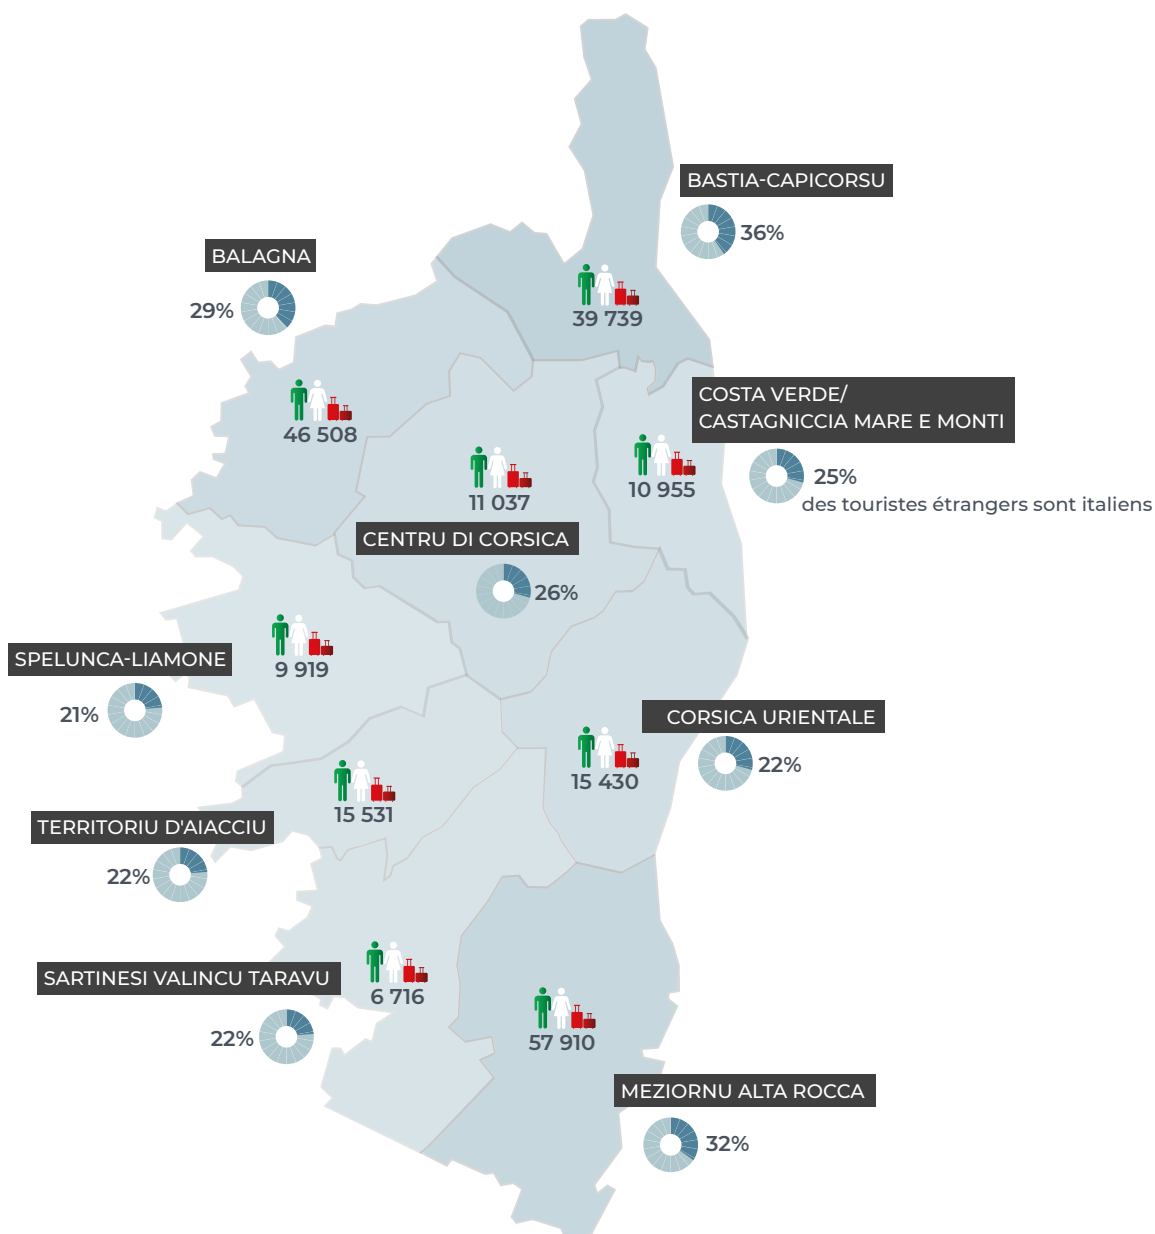 BASTIA-CAPICORSU
36%
BALAGNA
29%
39 739
COSTA VERDE/
CASTAGNICCIA MARE E MONTI
46 508
25%
des touristes étrangers sont italiens
10 955
11 037
CENTRU DI CORSICA
26%
SPELUNCA-LIAMONE
21%
9 919
CORSICA URIENTALE
22%
15 430
15 531
TERRITORIU D'AIACCIU
22%
SARTINESI VALINCU TARAVU
22%
6 716
57 910
MEZIORNU ALTA ROCCA
32%